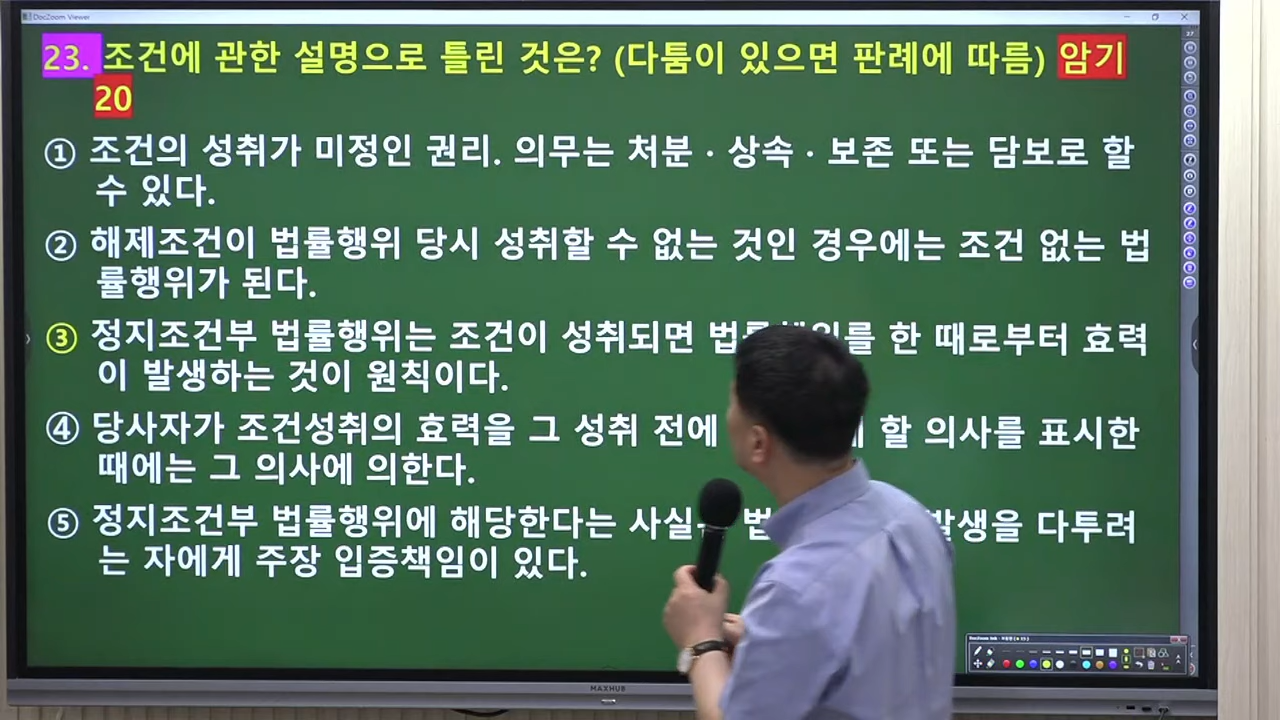 DocZoom Viewer
23. 조건에 관한 설명으로 틀린 것은? (다툼이 있으면 판례에 따름) 암기
20
① 조건의 성취가 미정인 권리. 의무는 처분 · 상속 · 보존 또는 담보로 할
수 있다.
② 해제조건이 법률행위 당시 성취할 수 없는 것인 경우에는 조건 없는 법
률행위가 된다.
③ 정지조건부 법률행위는 조건이 성취되면 를 한 때로부터 효력
이 발생하는 것이 원칙이다.
④ 당사자가 조건성취의 효력을 그 성취 전에 할 의사를 표시한
때에는 그 의사에 의한다.
⑤ 정지조건부 법률행위에 해당한다는 발생을 다투려
는 자에게 주장 입증책임이 있다.
MAXHUB